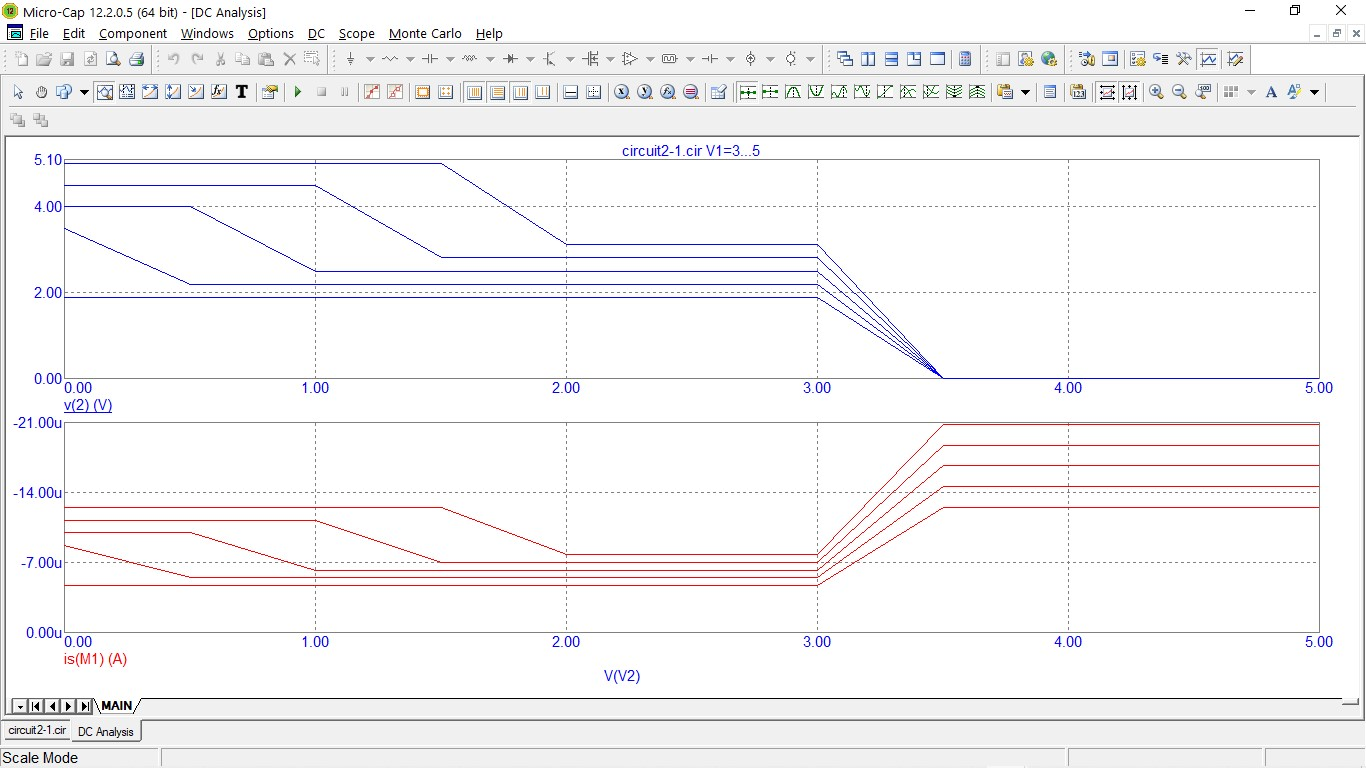 Micro-Cap 12.2.0.5 (64 bit) - [DC Analysis]
File Edit Component Windows Options DC Scope Monte Carlo Help
circuit2-1.cir V1=3...5
5.10
4.00
2.00
0.00
0.00 1.00 2.00 3.00 4.00 5.00
v(2) (V)
-21.00u
-14.00u
-7.00u
0.00u
0.00 1.00 2.00 3.00 4.00 5.00
is(M1) (A)
V(V2)
MAIN
circuit2-1.cir DC Analysis
Scale Mode